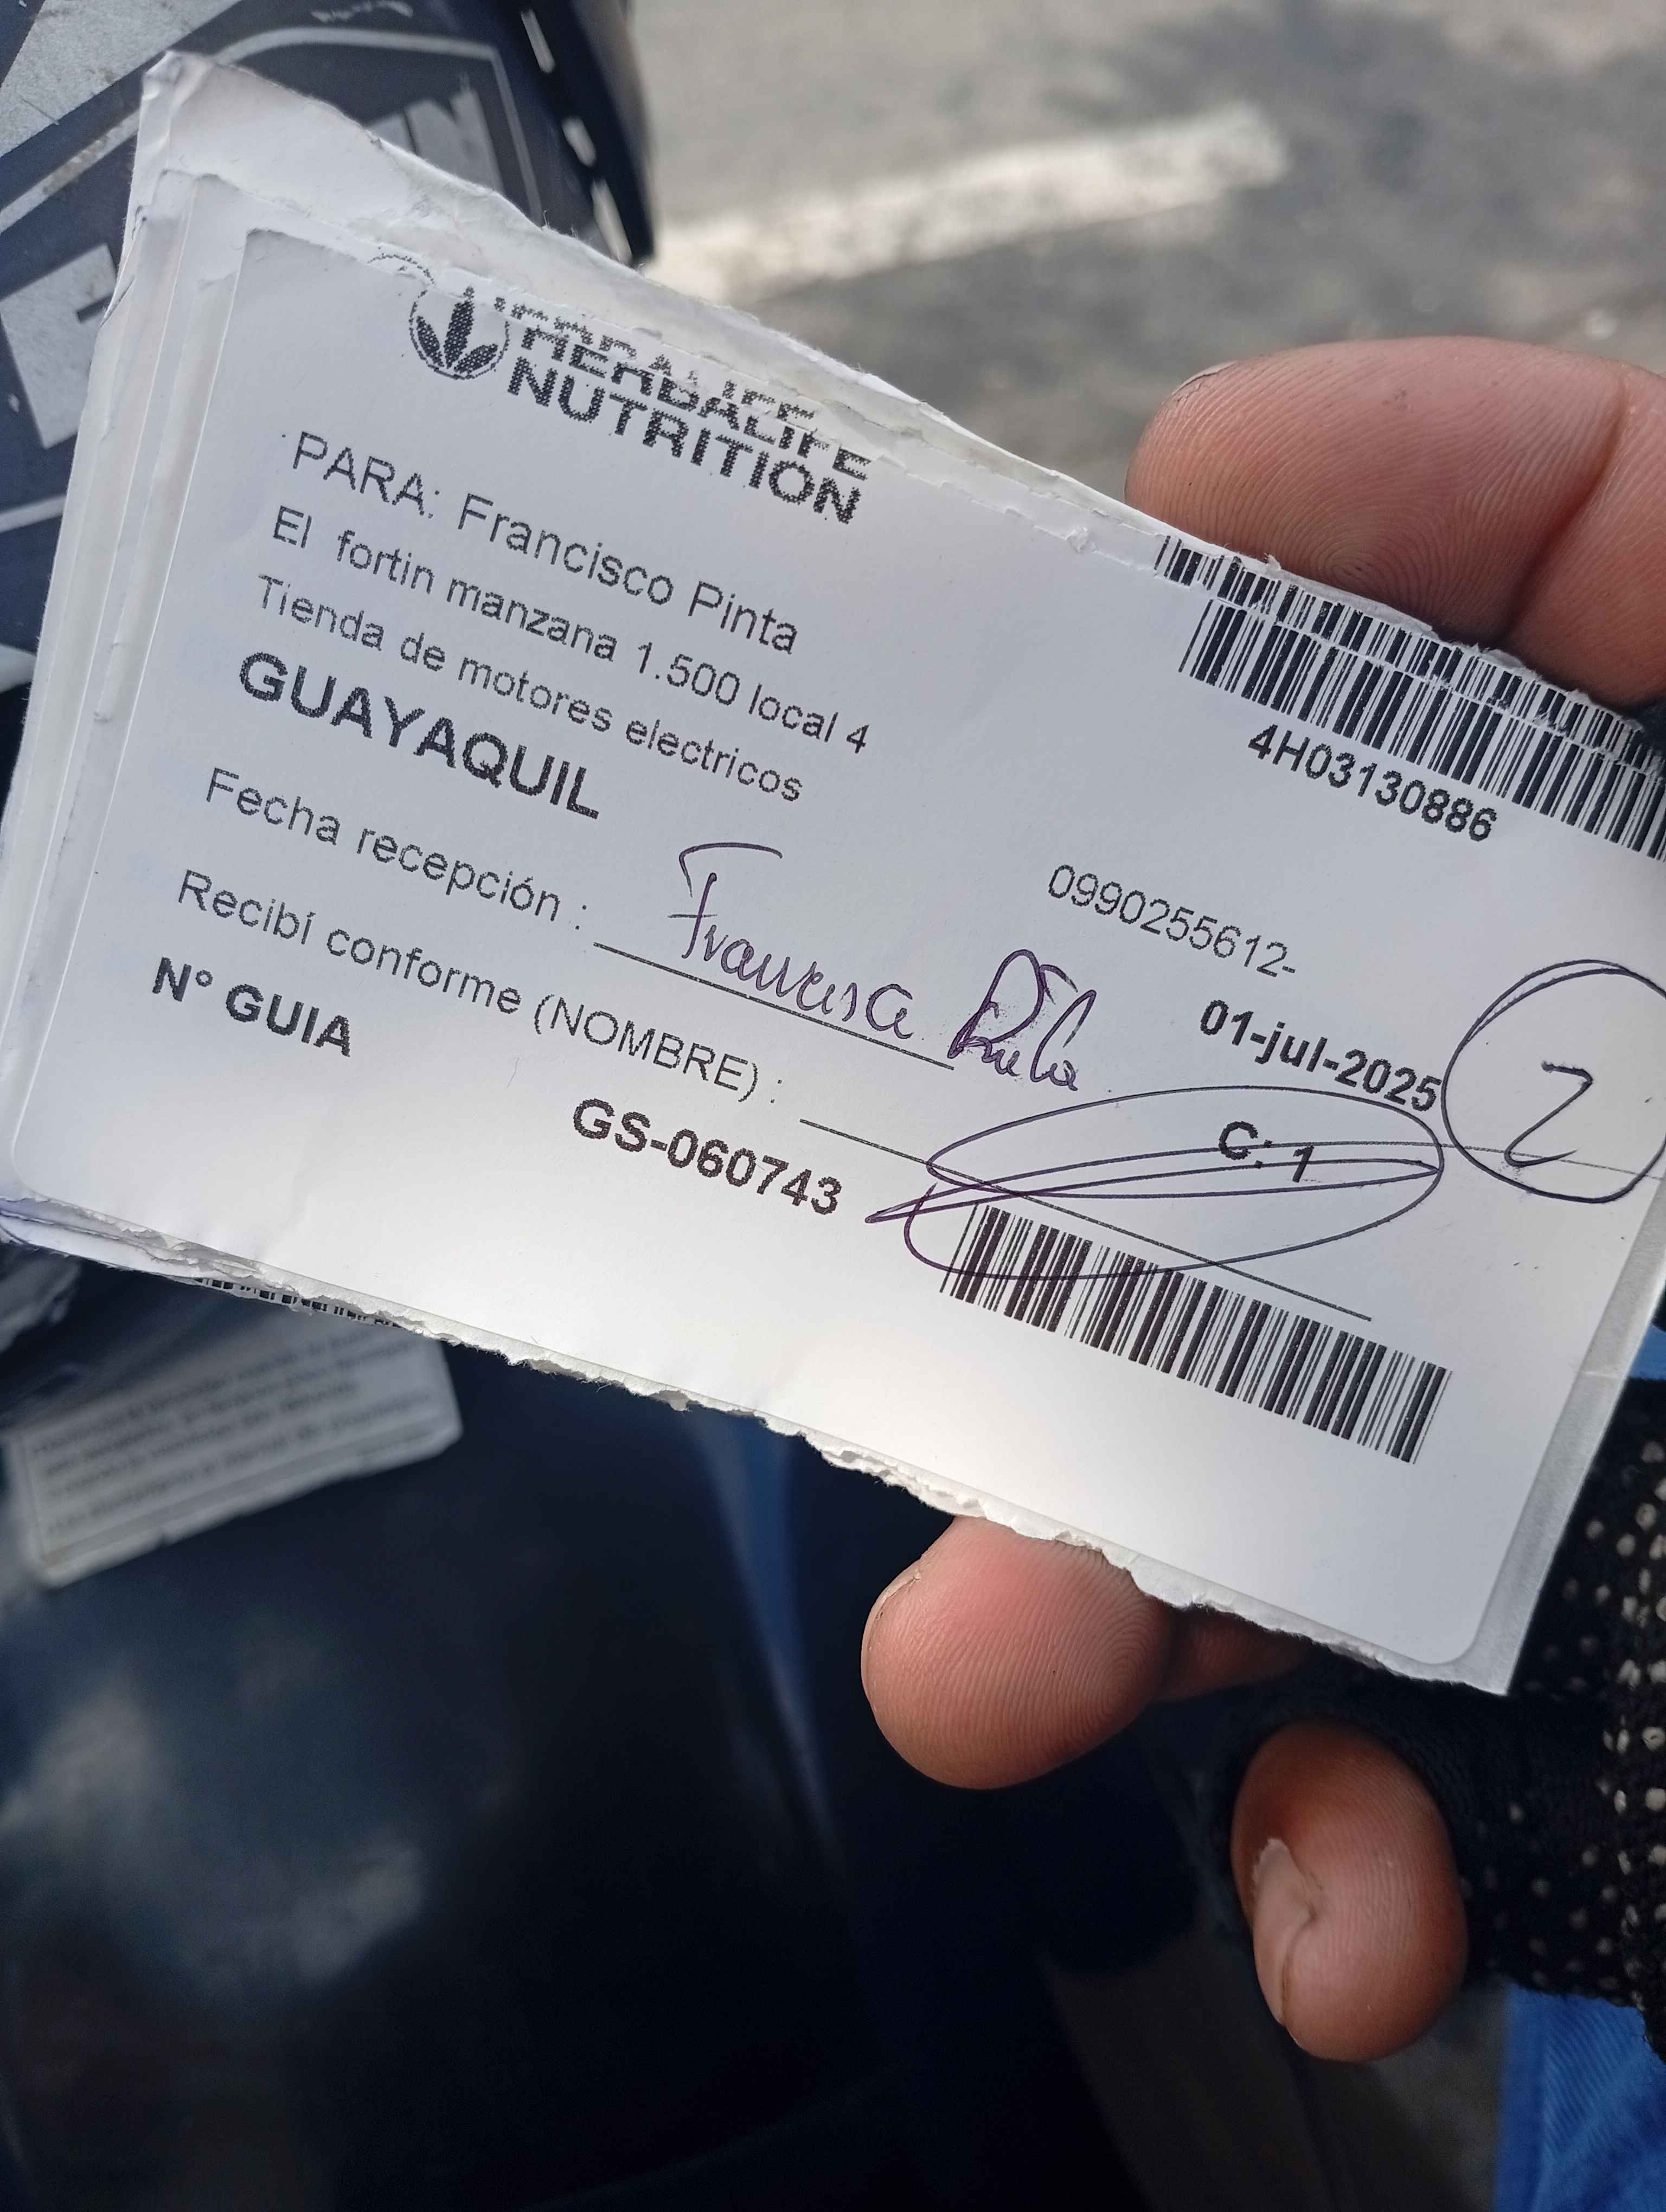 HERBALIFE
NUTRITION
PARA: Francisco Pinta
El fortin manzana 1.500 local 4
Tienda de motores electricos
GUAYAQUIL
4H03130886
0990255612-
Fecha recepción :
01-jul-2025
2
Recibí conforme (NOMBRE) :
C: 1
N° GUIA
GS-060743